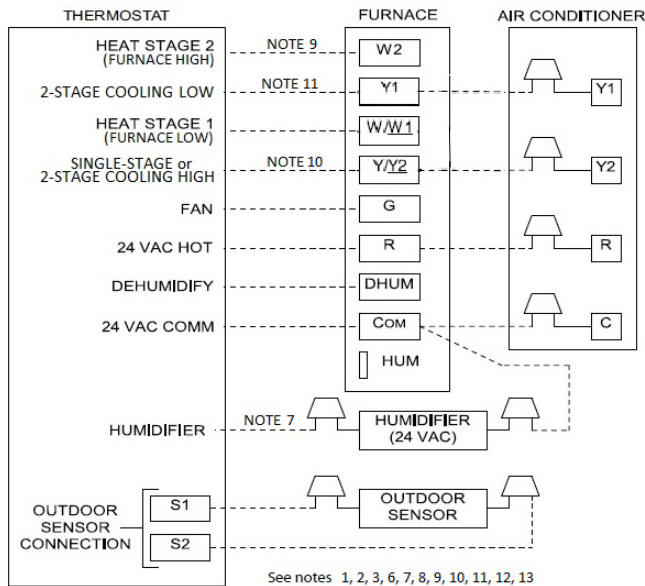 THERMOSTAT FURNACE AIR CONDITIONER
HEAT STAGE 2 NOTE 9 W2
(FURNACE HIGH)
2-STAGE COOLING LOW NOTE 11 Y1 Y1
HEAT STAGE 1 W/W1
(FURNACE LOW)
SINGLE-STAGE or NOTE 10 Y/Y2 Y2
2-STAGE COOLING HIGH
FAN G
24 VAC HOT R R
DEHUMIDIFY DHUM
24 VAC COMM COM C
HUM
HUMIDIFIER NOTE 7 HUMIDIFIER
(24 VAC)
OUTDOOR
SENSOR
CONNECTION
S1
S2
OUTDOOR
SENSOR
See notes 1, 2, 3, 6, 7, 8, 9, 10, 11, 12, 13